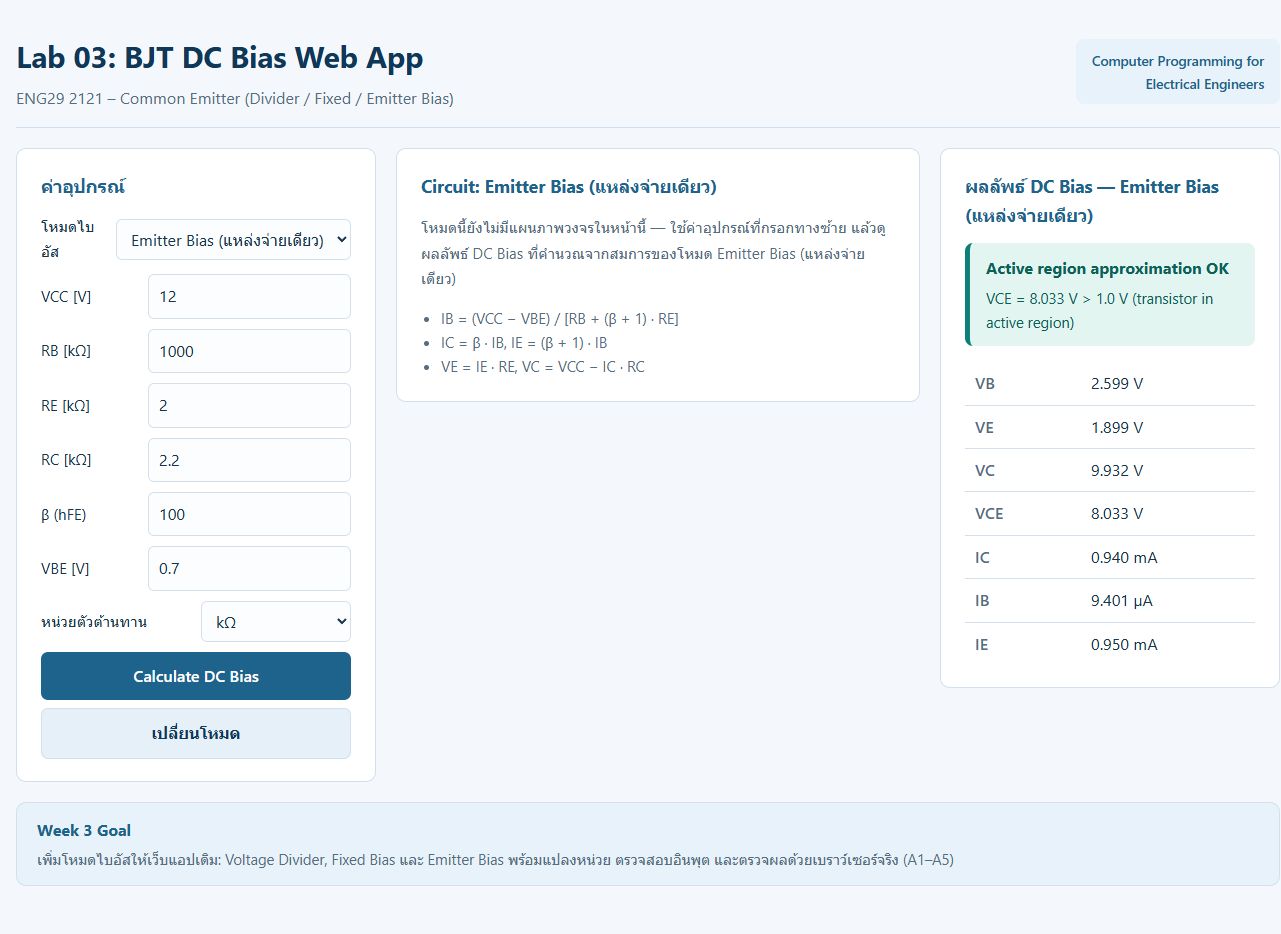 Lab 03: BJT DC Bias Web App
ENG29 2121 – Common Emitter (Divider / Fixed / Emitter Bias)
Computer Programming for
Electrical Engineers
ค่าอุปกรณ์
โหมดไบ
อัส
Emitter Bias (แหล่งจ่ายเดียว)
VCC [V]
12
RB [kΩ]
1000
RE [kΩ]
2
RC [kΩ]
2.2
β (hFE)
100
VBE [V]
0.7
หน่วยตัวต้านทาน
kΩ
Calculate DC Bias
เปลี่ยนโหมด
Circuit: Emitter Bias (แหล่งจ่ายเดียว)
โหมดนี้ยังไม่มีแผนภาพวงจรในหน้านี้ — ใช้ค่าอุปกรณ์ที่กรอกทางซ้าย แล้วดู
ผลลัพธ์ DC Bias ที่คำนวณจากสมการของโหมด Emitter Bias (แหล่งจ่าย
เดียว)
• IB = (VCC − VBE) / [RB + (β + 1) · RE]
• IC = β · IB, IE = (β + 1) · IB
• VE = IE · RE, VC = VCC − IC · RC
ผลลัพธ์ DC Bias — Emitter Bias
(แหล่งจ่ายเดียว)
Active region approximation OK
VCE = 8.033 V > 1.0 V (transistor in
active region)
VB 2.599 V
VE 1.899 V
VC 9.932 V
VCE 8.033 V
IC 0.940 mA
IB 9.401 μA
IE 0.950 mA
Week 3 Goal
เพิ่มโหมดไบอัสให้เว็บแอปเดิม: Voltage Divider, Fixed Bias และ Emitter Bias พร้อมแปลงหน่วย ตรวจสอบอินพุต และตรวจผลด้วยเบราว์เซอร์จริง (A1–A5)